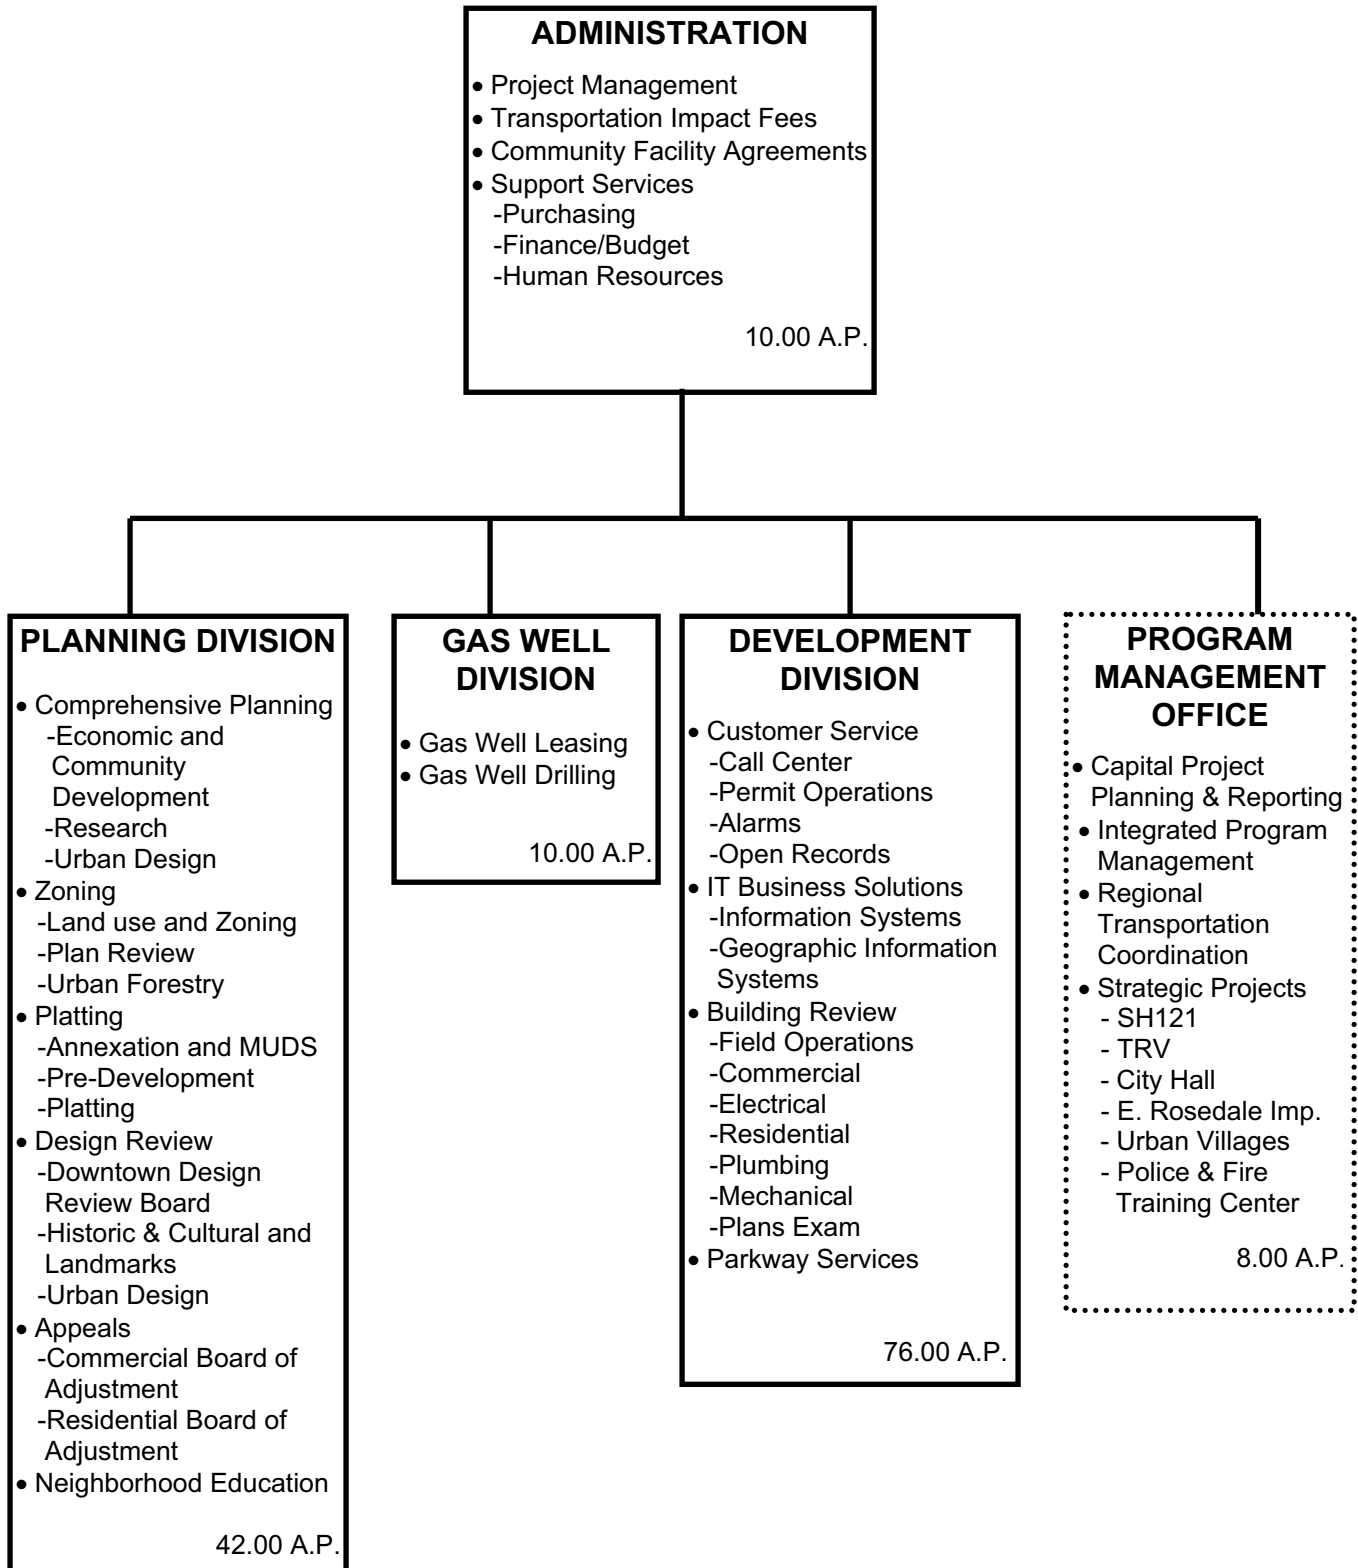 ADMINISTRATION
• Project Management
• Transportation Impact Fees
• Community Facility Agreements
• Support Services
-Purchasing
-Finance/Budget
-Human Resources
10.00 A.P.
PLANNING DIVISION
• Comprehensive Planning
-Economic and
Community
Development
-Research
-Urban Design
• Zoning
-Land use and Zoning
-Plan Review
-Urban Forestry
• Platting
-Annexation and MUDS
-Pre-Development
-Platting
• Design Review
-Downtown Design
Review Board
-Historic & Cultural and
Landmarks
-Urban Design
• Appeals
-Commercial Board of
Adjustment
-Residential Board of
Adjustment
• Neighborhood Education
42.00 A.P.
GAS WELL
DIVISION
• Gas Well Leasing
• Gas Well Drilling
10.00 A.P.
DEVELOPMENT
DIVISION
• Customer Service
-Call Center
-Permit Operations
-Alarms
-Open Records
• IT Business Solutions
-Information Systems
-Geographic Information
Systems
• Building Review
-Field Operations
-Commercial
-Electrical
-Residential
-Plumbing
-Mechanical
-Plans Exam
• Parkway Services
76.00 A.P.
PROGRAM
MANAGEMENT
OFFICE
• Capital Project
Planning & Reporting
• Integrated Program
Management
• Regional
Transportation
Coordination
• Strategic Projects
- SH121
- TRV
- City Hall
- E. Rosedale Imp.
- Urban Villages
- Police & Fire
Training Center
8.00 A.P.